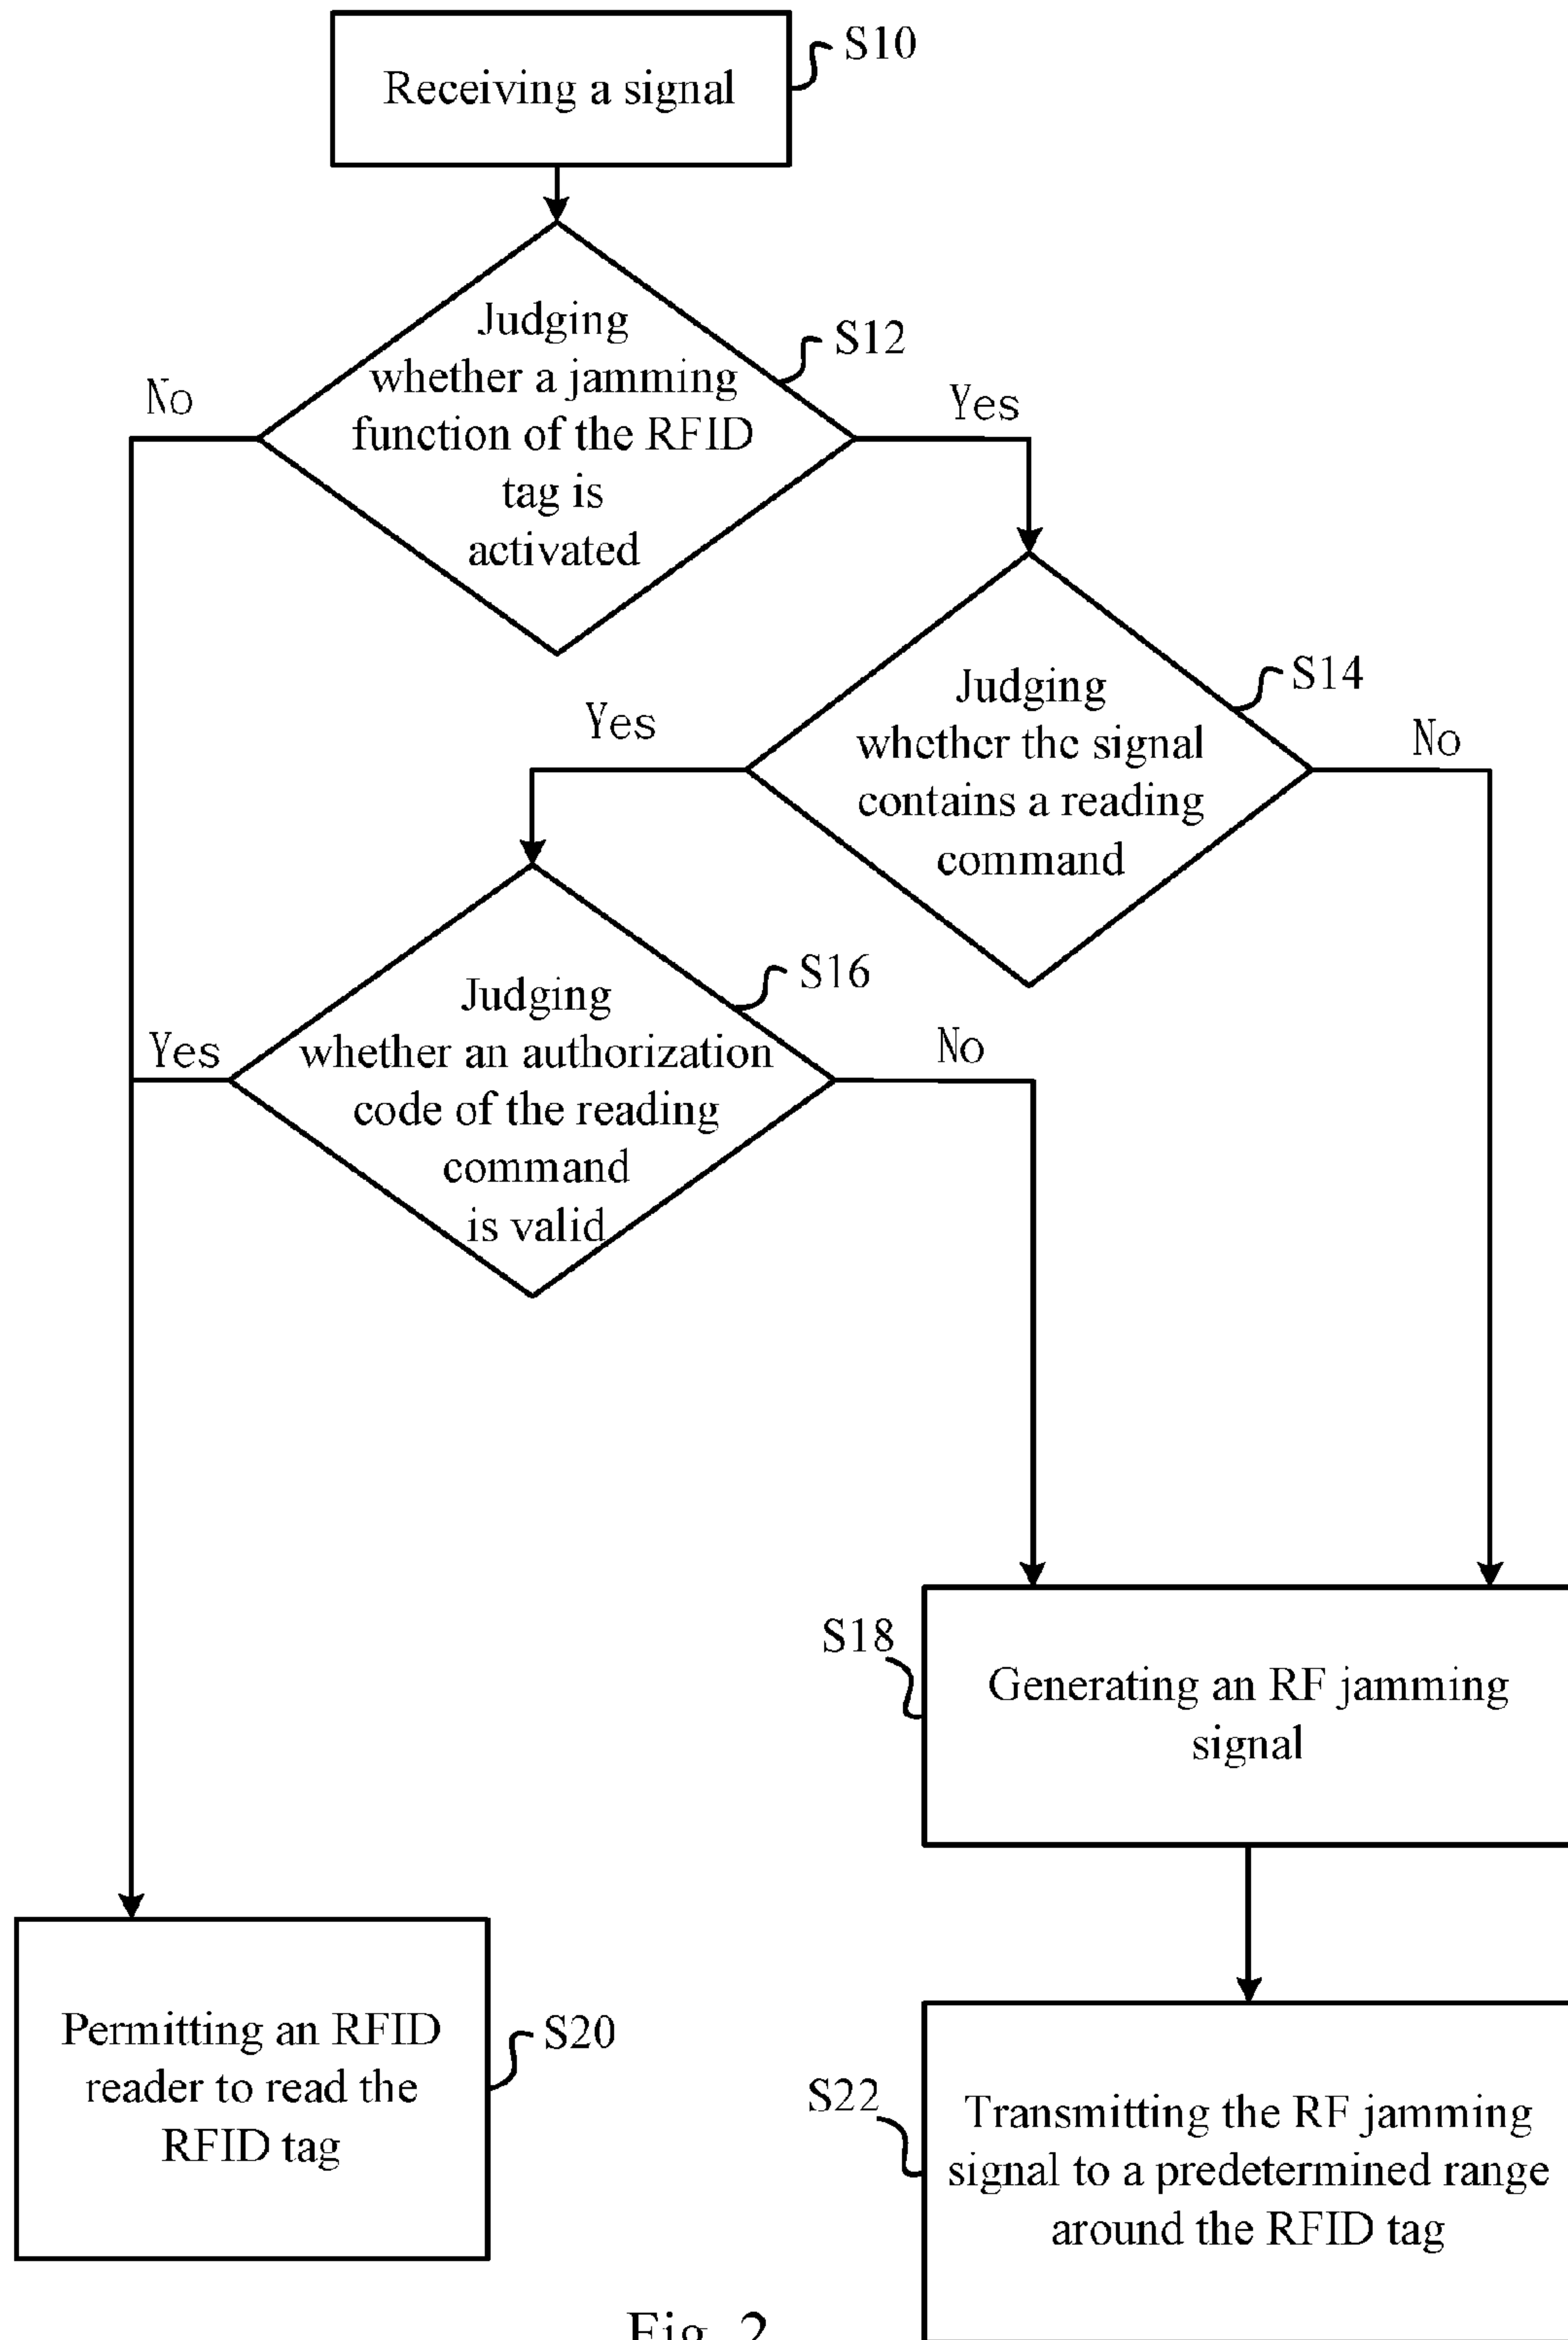 Receiving a signal
S10
Judging
whether a jamming
function of the RFID
tag is
activated
S12
No
Yes
Judging
whether the signal
contains a reading
command
S14
Yes
No
Judging
whether an authorization
code of the reading
command
is valid
S16
Yes
No
S18
Generating an RF jamming
signal
Permitting an RFID
reader to read the
RFID tag
S20
S22
Transmitting the RF jamming
signal to a predetermined range
around the RFID tag
Fig. 2